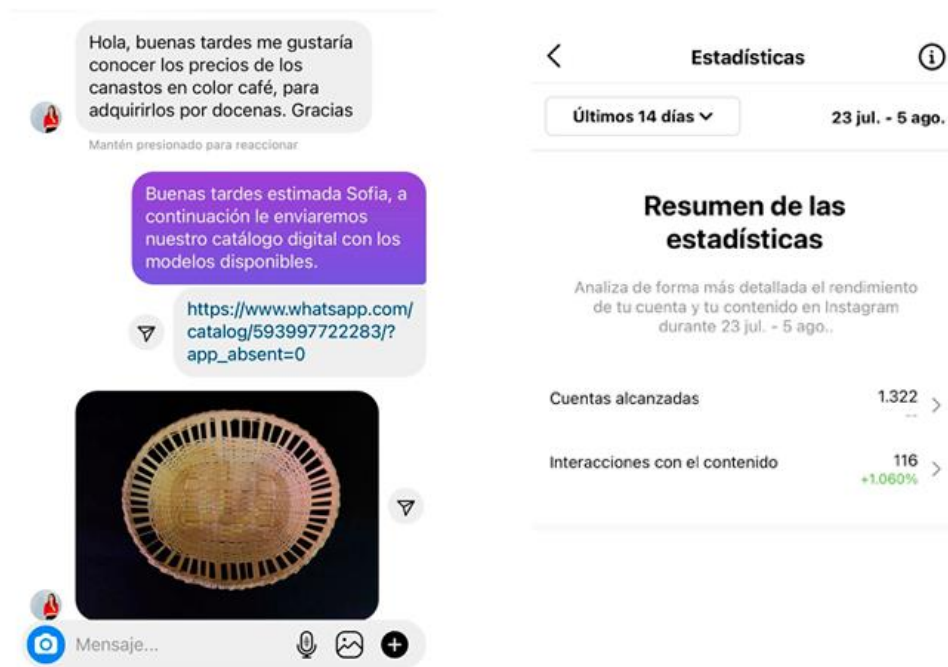 Hola, buenas tardes me gustaría
conocer los precios de los
canastos en color café, para
adquirirlos por docenas. Gracias
Mantén presionado para reaccionar
Buenas tardes estimada Sofia, a
continuación le enviaremos
nuestro catálogo digital con los
modelos disponibles.
https://www.whatsapp.com/
catalog/593997722283/?
app_absent=0
Mensaje...
Estadísticas
Últimos 14 días
23 jul. - 5 ago.
Resumen de las
estadísticas
Analiza de forma más detallada el rendimiento
de tu cuenta y tu contenido en Instagram
durante 23 jul. - 5 ago..
Cuentas alcanzadas
1.322
--
Interacciones con el contenido
116
+1.060%